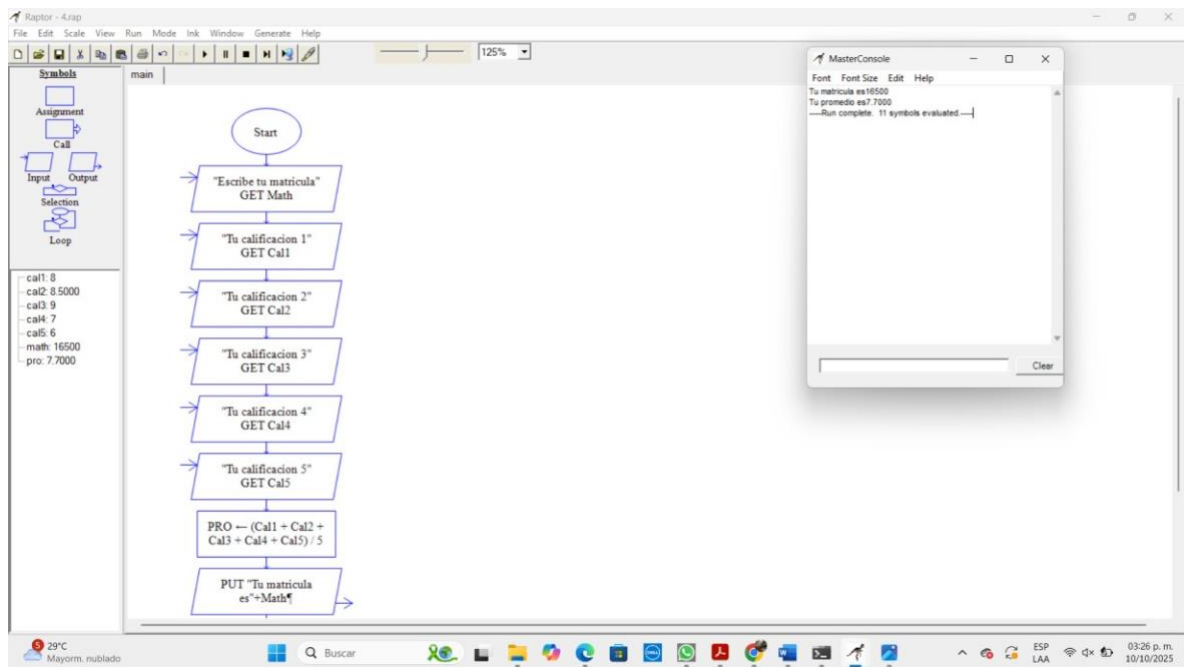 Raptor - 4.rap
File Edit Scale View Run Mode Ink Window Generate Help
125%
Symbols
Assignment
Call
Input Output
Selection
Loop
cal1: 8
cal2: 8.5000
cal3: 9
cal4: 7
cal5: 6
math: 16500
pro: 7.7000
main
Start
"Escribe tu matricula"
GET Math
"Tu calificacion 1"
GET Cal1
"Tu calificacion 2"
GET Cal2
"Tu calificacion 3"
GET Cal3
"Tu calificacion 4"
GET Cal4
"Tu calificacion 5"
GET Cal5
PRO ← (Cal1 + Cal2 +
Cal3 + Cal4 + Cal5) / 5
PUT "Tu matricula
es"+Math¶
MasterConsole
Font Font Size Edit Help
Tu matricula es16500
Tu promedio es7.7000
----Run complete. 11 symbols evaluated.----
Clear
5
29°C
Mayorm. nublado
Buscar
ESP
LAA
03:26 p. m.
10/10/2025